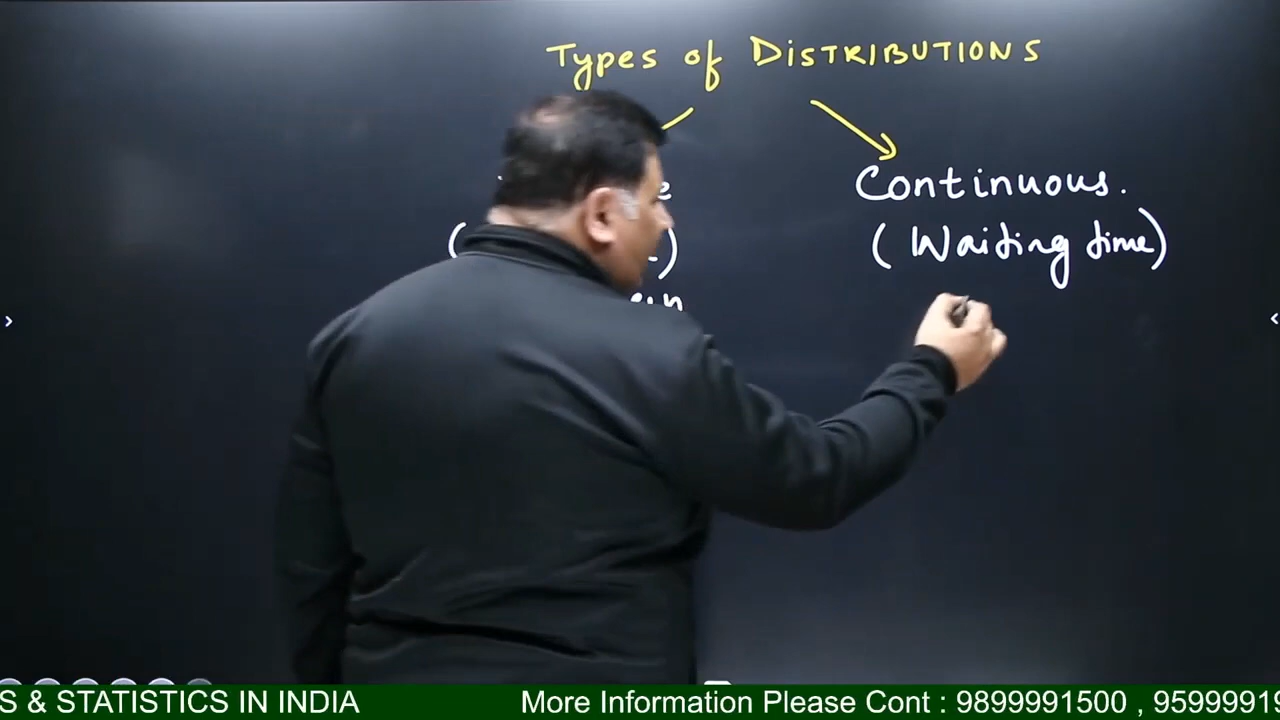 Types of DISTRIBUTIONS
Continuous.
(Waiting time)
S & STATISTICS IN INDIA More Information Please Cont : 9899991500 , 95999919